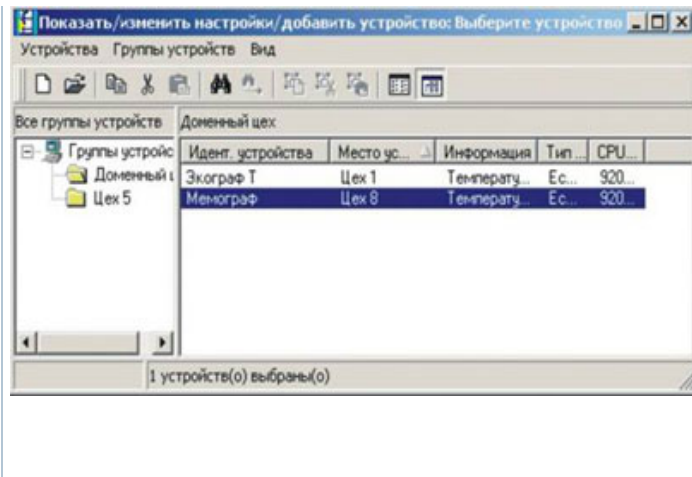 Показать/изменить настройки/добавить устройство: Выберите устройство
Устройства Группы устройств Вид
Все группы устройств Доменный цех
Группы устройс
Доменный ц
Цех 5
Идент. устройства Место ус... Информация Тип ... CPU...
Экограф Т Цех 1 Температу... Ec... 920...
Мемограф Цех 8 Температу... Ec... 920...
1 устройств(о) выбраны(о)